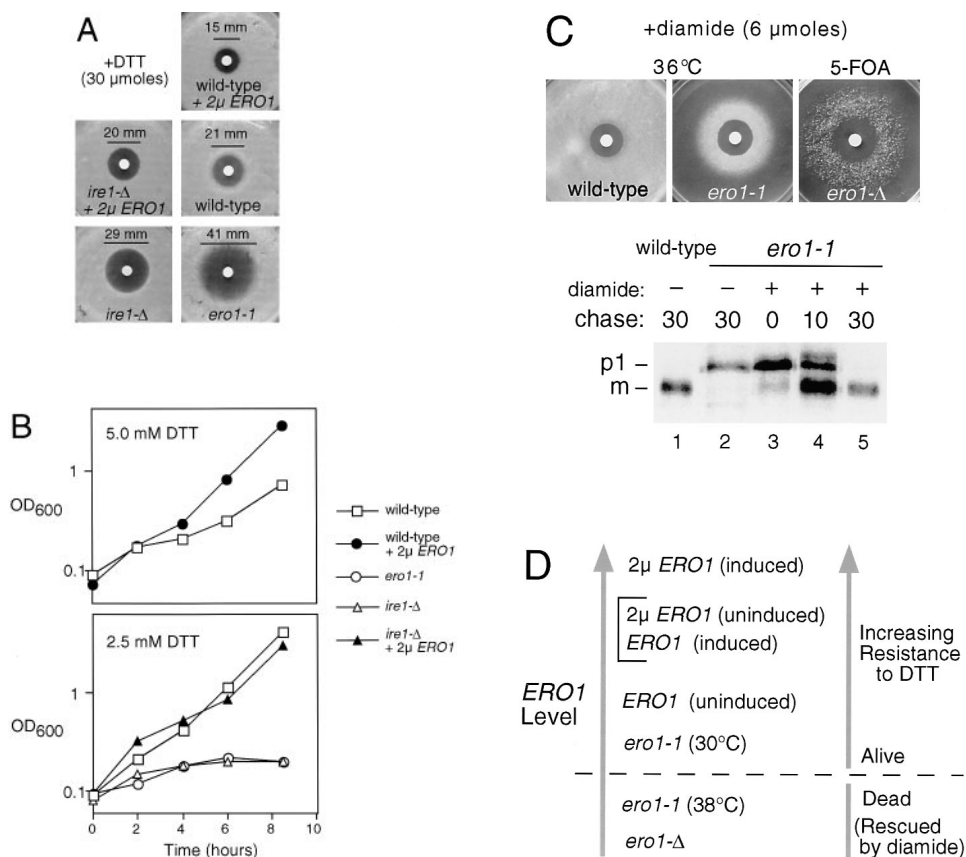 A
+DTT
(30 µmoles)
15 mm
wild-type
+ 2µ ERO1
20 mm
ire1-Δ
+ 2µ ERO1
21 mm
wild-type
29 mm
ire1-Δ
41 mm
ero1-1
B
5.0 mM DTT
1
OD600
0.1
2.5 mM DTT
1
OD600
0.1
0 2 4 6 8 10
Time (hours)
wild-type
wild-type
+ 2µ ERO1
ero1-1
ire1-Δ
ire1-Δ
+ 2µ ERO1
C
+diamide (6 µmoles)
36°C
5-FOA
wild-type
ero1-1
ero1-Δ
wild-type ero1-1
diamide: – – + + +
chase: 30 30 0 10 30
p1 –
m –
1 2 3 4 5
D
ERO1
Level
2µ ERO1 (induced)
2µ ERO1 (uninduced)
ERO1 (induced)
ERO1 (uninduced)
ero1-1 (30°C)
ero1-1 (38°C)
ero1-Δ
Increasing
Resistance
to DTT
Alive
Dead
(Rescued
by diamide)